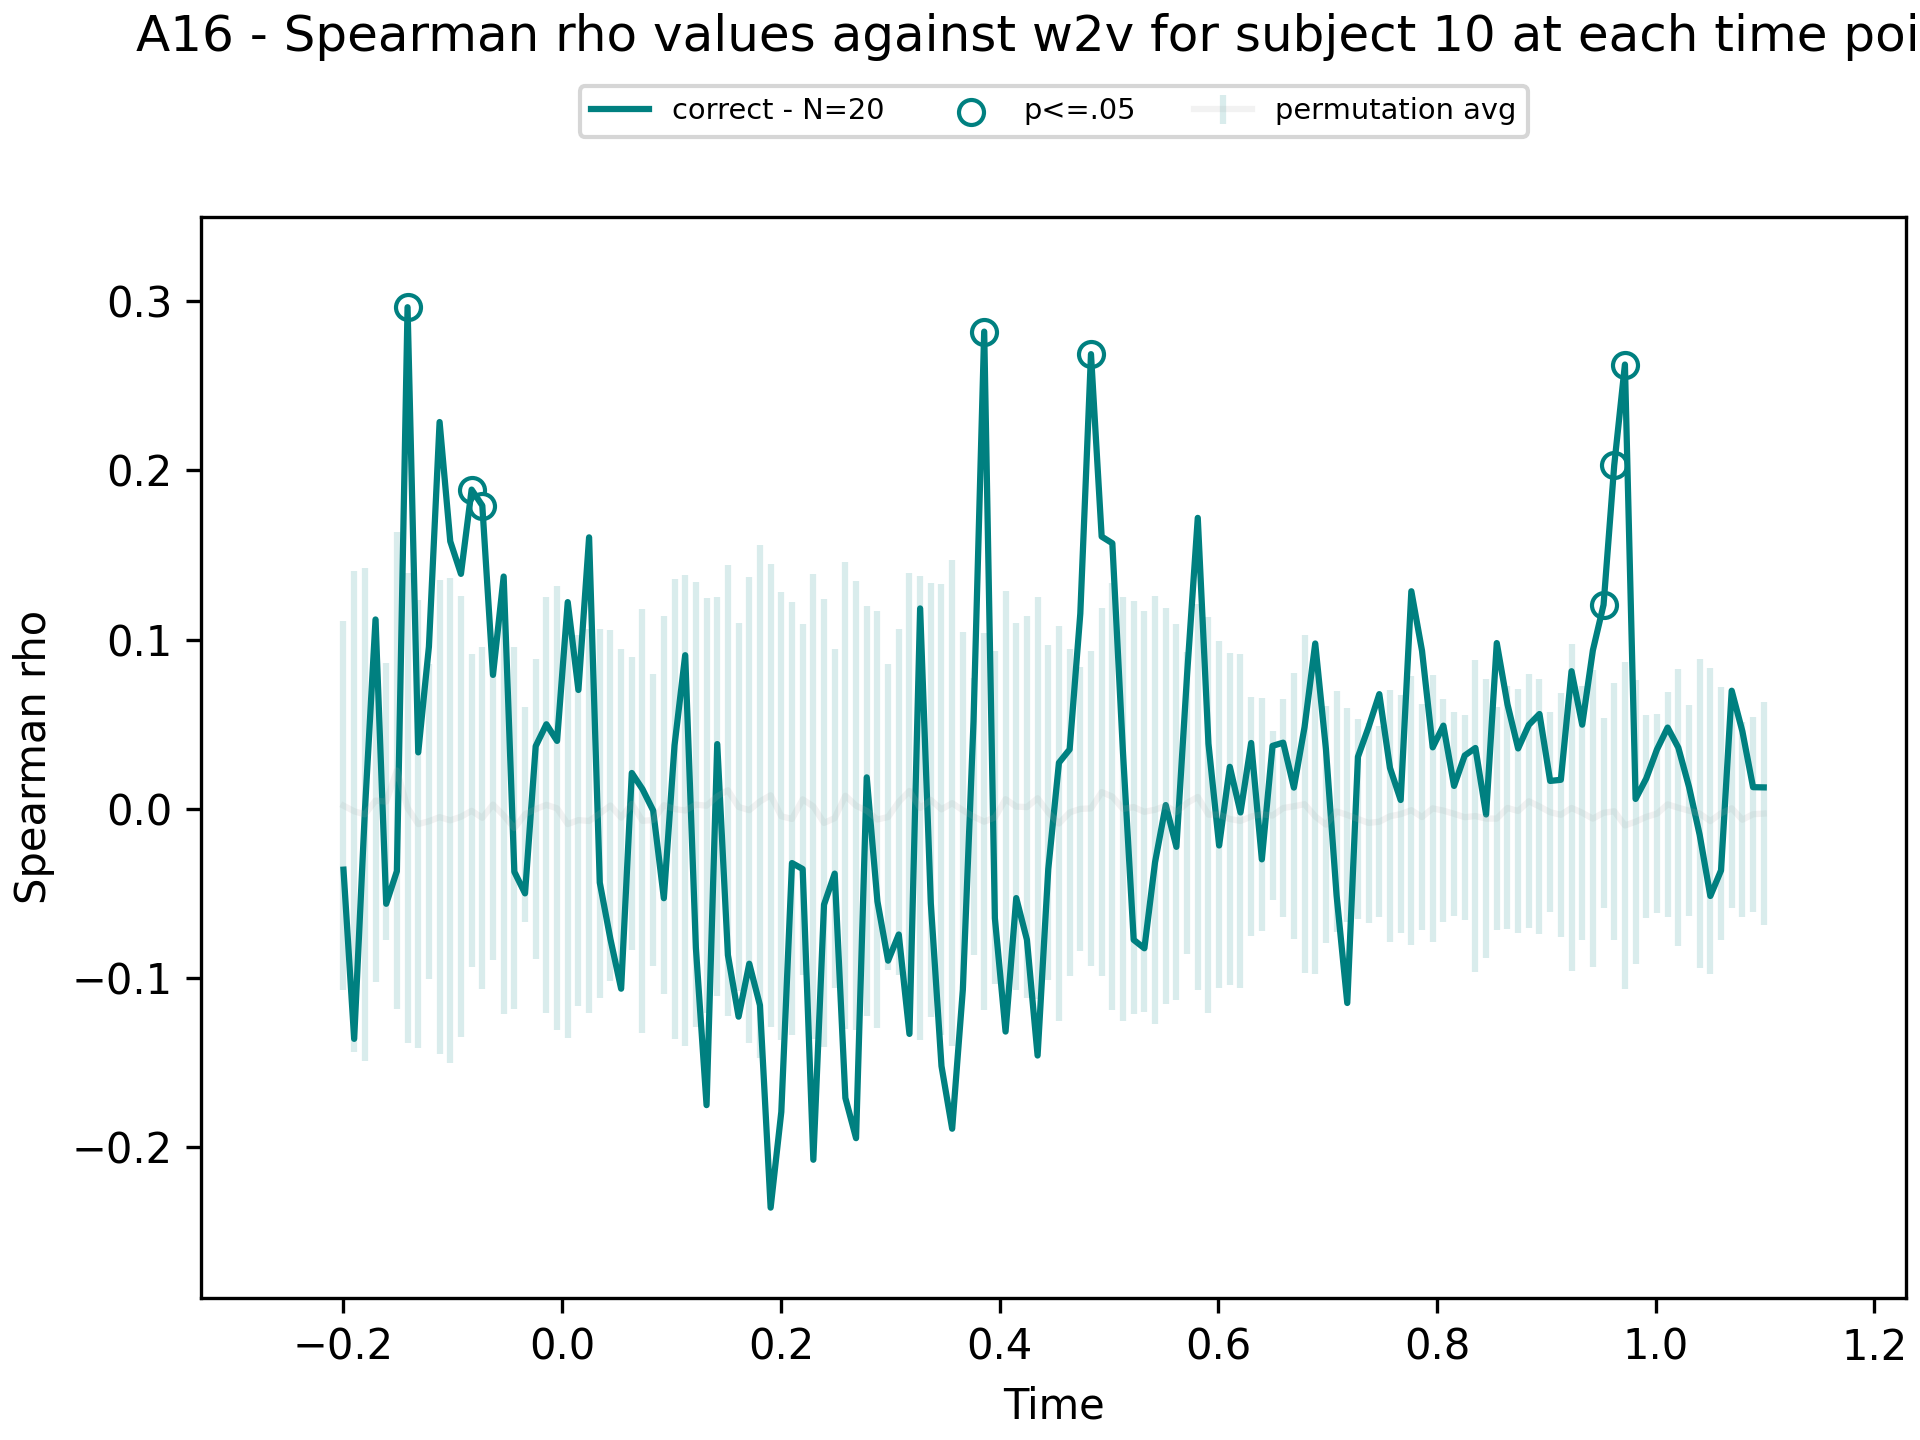 A16 - Spearman rho values against w2v for subject 10 at each time poi
correct - N=20 p<=.05 permutation avg
0.3
0.2
0.1
0.0
−0.1
−0.2
Spearman rho
−0.2 0.0 0.2 0.4 0.6 0.8 1.0 1.2
Time